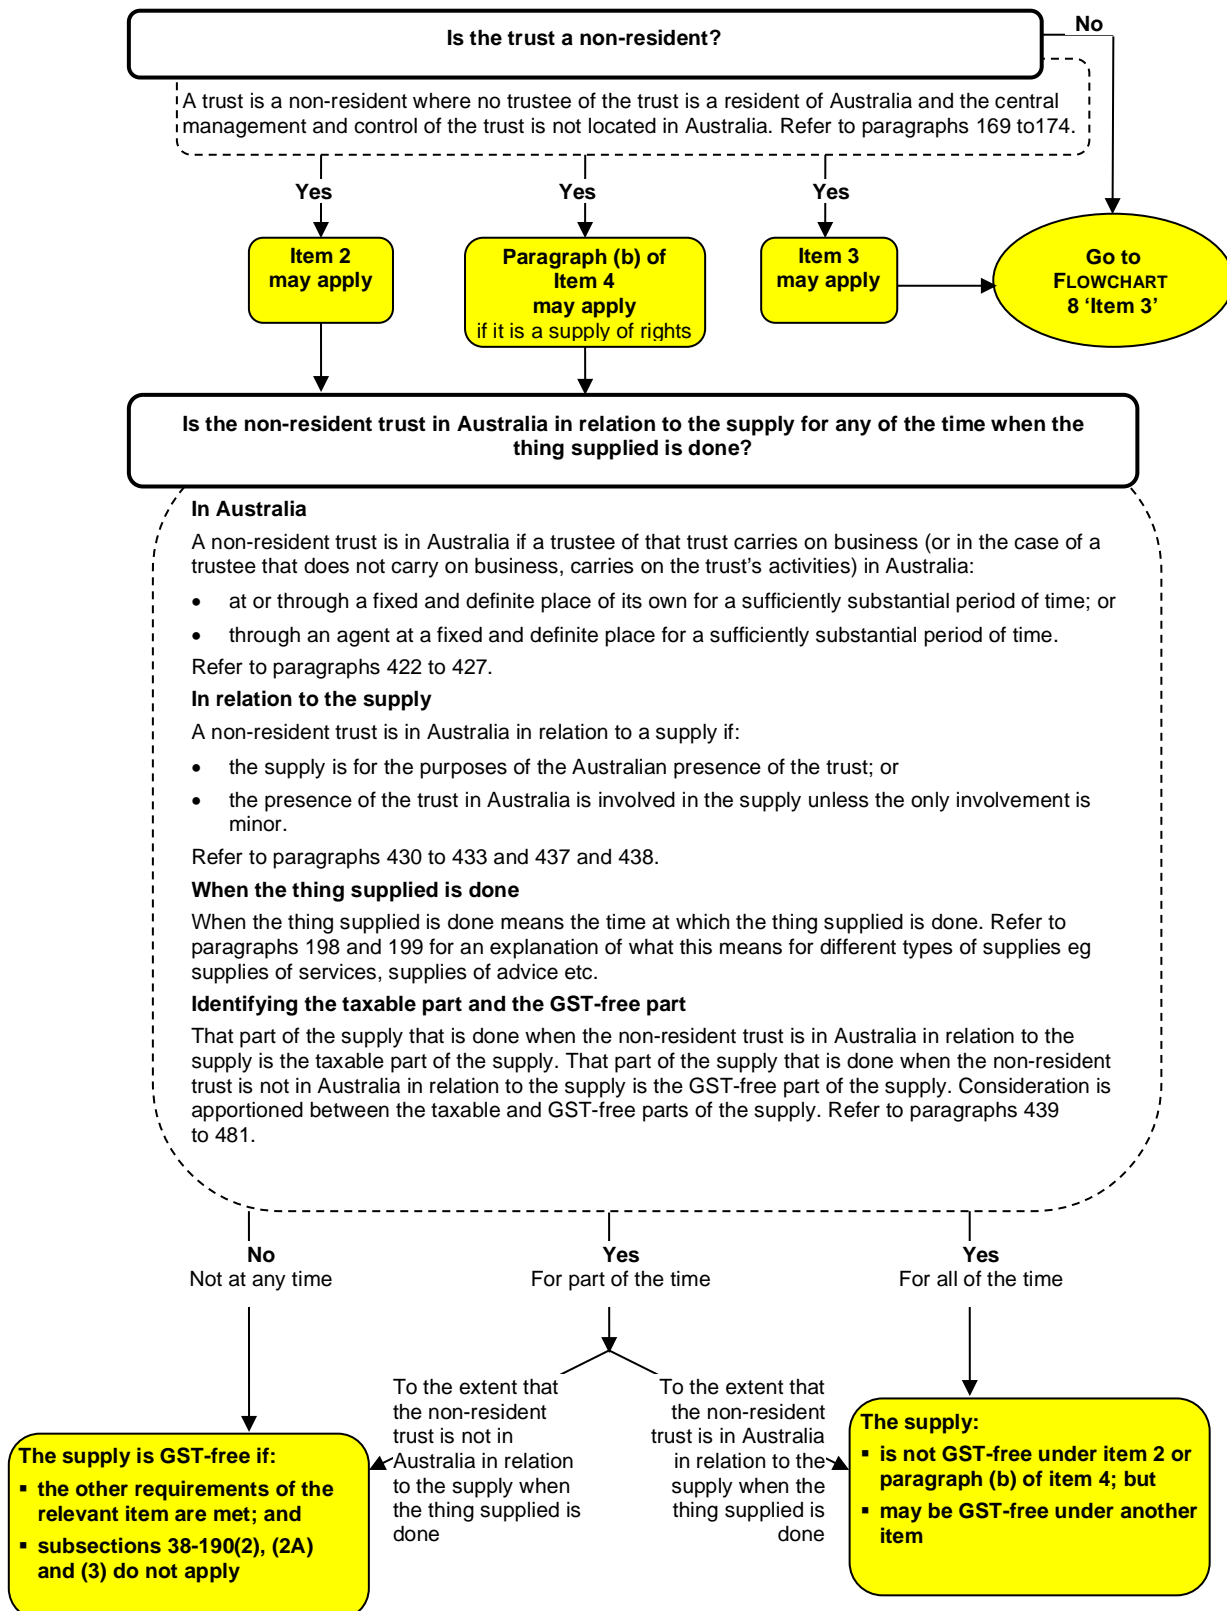 Is the trust a non-resident?
No
A trust is a non-resident where no trustee of the trust is a resident of Australia and the central
management and control of the trust is not located in Australia. Refer to paragraphs 169 to174.
Yes
Yes
Yes
Item 2
may apply
Paragraph (b) of
Item 4
may apply
if it is a supply of rights
Item 3
may apply
Go to
FLOWCHART
8 ‘Item 3’
Is the non-resident trust in Australia in relation to the supply for any of the time when the
thing supplied is done?
In Australia
A non-resident trust is in Australia if a trustee of that trust carries on business (or in the case of a
trustee that does not carry on business, carries on the trust’s activities) in Australia:
• at or through a fixed and definite place of its own for a sufficiently substantial period of time; or
• through an agent at a fixed and definite place for a sufficiently substantial period of time.
Refer to paragraphs 422 to 427.
In relation to the supply
A non-resident trust is in Australia in relation to a supply if:
• the supply is for the purposes of the Australian presence of the trust; or
• the presence of the trust in Australia is involved in the supply unless the only involvement is
minor.
Refer to paragraphs 430 to 433 and 437 and 438.
When the thing supplied is done
When the thing supplied is done means the time at which the thing supplied is done. Refer to
paragraphs 198 and 199 for an explanation of what this means for different types of supplies eg
supplies of services, supplies of advice etc.
Identifying the taxable part and the GST-free part
That part of the supply that is done when the non-resident trust is in Australia in relation to the
supply is the taxable part of the supply. That part of the supply that is done when the non-resident
trust is not in Australia in relation to the supply is the GST-free part of the supply. Consideration is
apportioned between the taxable and GST-free parts of the supply. Refer to paragraphs 439
to 481.
No
Not at any time
Yes
For part of the time
Yes
For all of the time
To the extent that
the non-resident
trust is not in
Australia in relation
to the supply when
the thing supplied is
done
To the extent that
the non-resident
trust is in Australia
in relation to the
supply when the
thing supplied is
done
The supply is GST-free if:
▪ the other requirements of the
relevant item are met; and
▪ subsections 38-190(2), (2A)
and (3) do not apply
The supply:
▪ is not GST-free under item 2 or
paragraph (b) of item 4; but
▪ may be GST-free under another
item